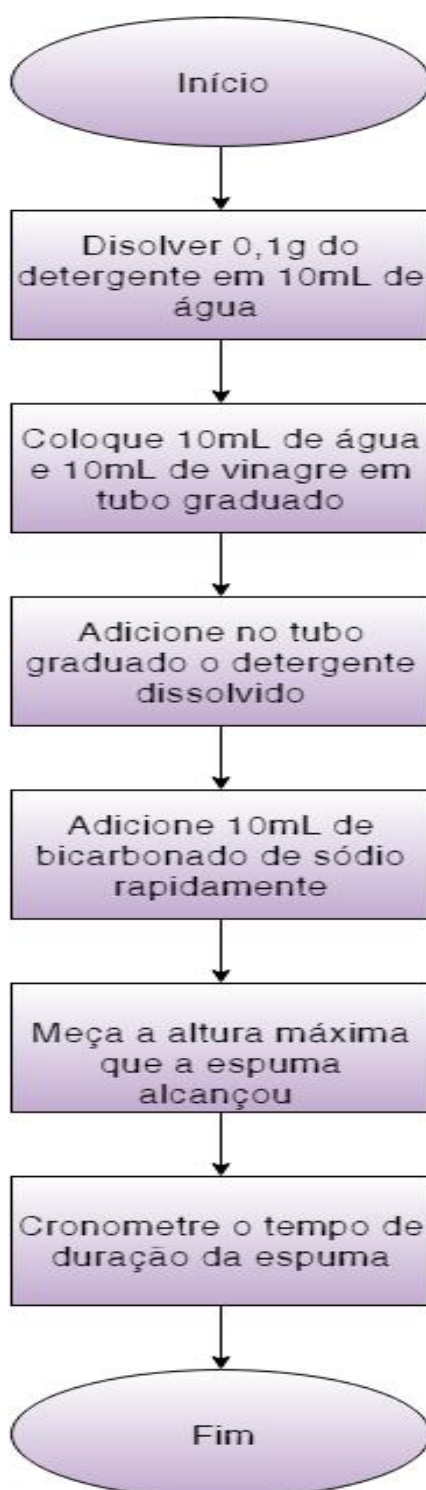 Início
Disolver 0,1g do
detergente em 10mL de
água
Coloque 10mL de água
e 10mL de vinagre em
tubo graduado
Adicione no tubo
graduado o detergente
dissolvido
Adicione 10mL de
bicarbonado de sódio
rapidamente
Meça a altura máxima
que a espuma
alcançou
Cronometre o tempo de
duração da espuma
Fim